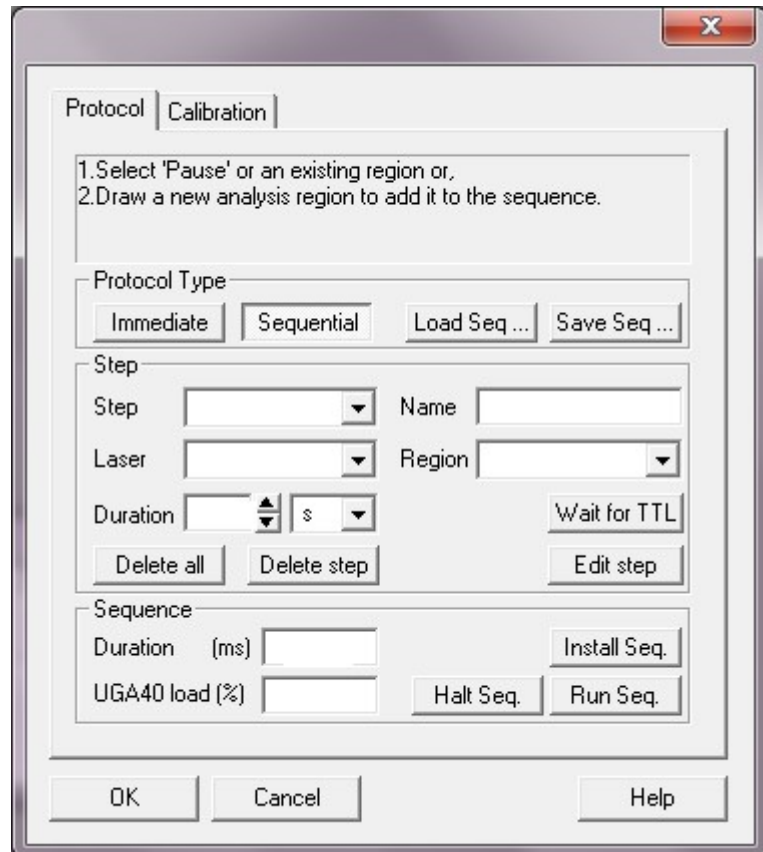 Protocol Calibration
1.Select 'Pause' or an existing region or,
2.Draw a new analysis region to add it to the sequence.
Protocol Type
Immediate Sequential Load Seq ... Save Seq ...
Step
Step Name
Laser Region
Duration s Wait for TTL
Delete all Delete step Edit step
Sequence
Duration (ms) Install Seq.
UGA40 load (%) Halt Seq. Run Seq.
OK Cancel Help